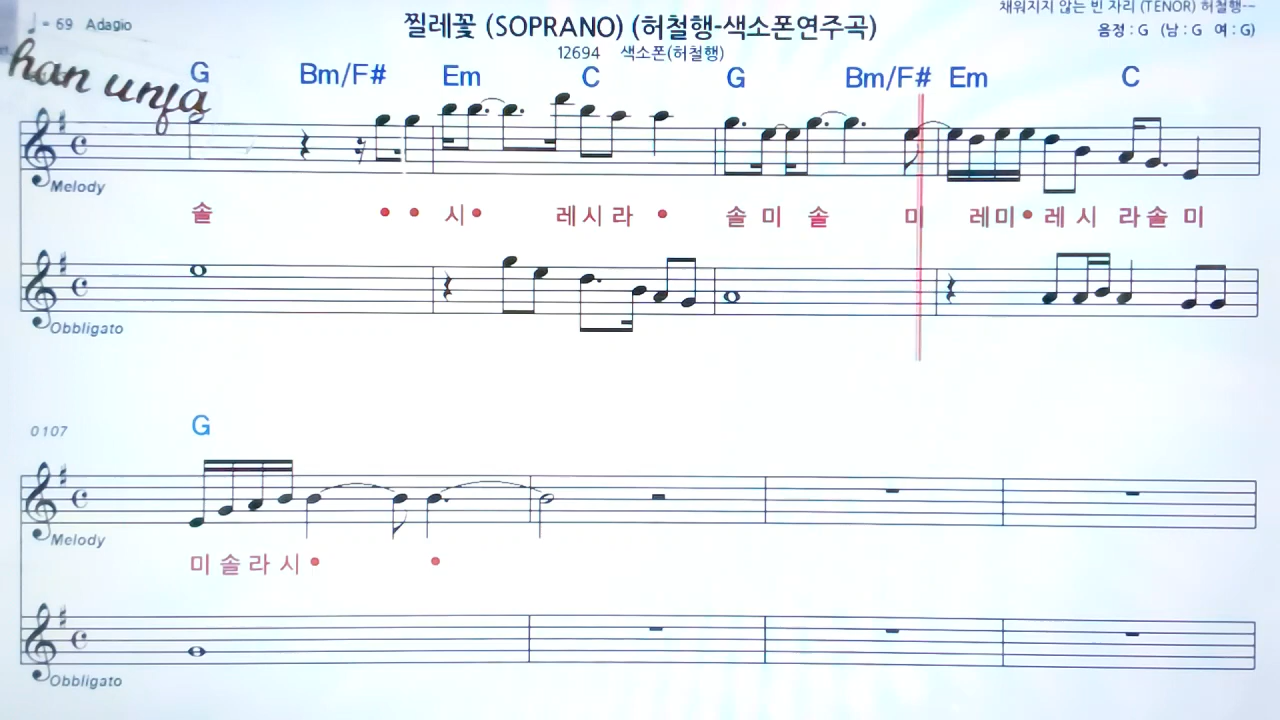 찔레꽃 (SOPRANO) (허철행-색소폰연주곡)
채워지지 않는 빈 자리 (TENOR) 허철행--
= 69 Adagio
12694 색소폰(허철행)
음정 : G (남 : G 여 : G)
han unja
G Bm/F# Em C G Bm/F# Em C
Melody
솔 • • 시 • 레 시 라 • 솔 미 솔 미 레 미 • 레 시 라 솔 미
Obbligato
0107
G
Melody
미 솔 라 시 • •
Obbligato